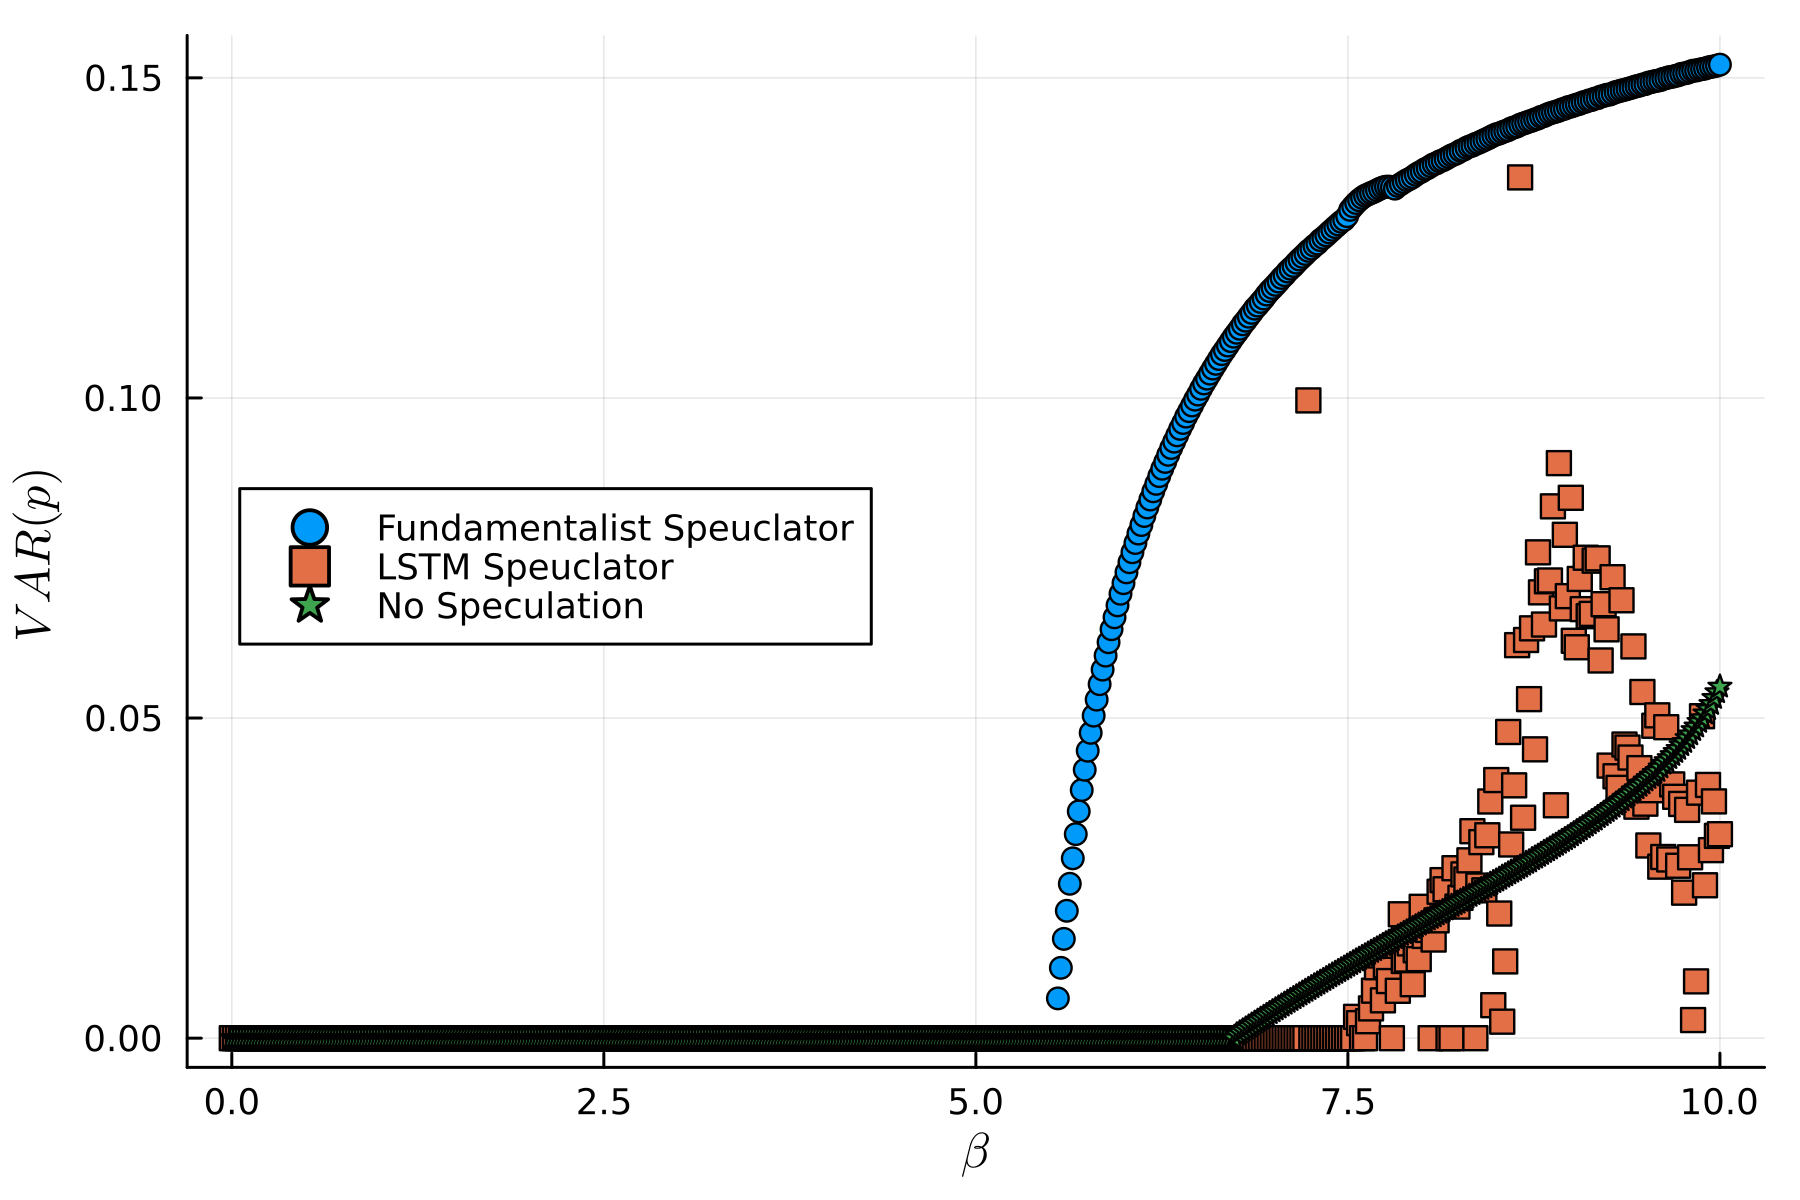 0.15
0.10
0.05
0.00
VAR(p)
Fundamentalist Speuclator
LSTM Speuclator
No Speculation
0.0 2.5 5.0 7.5 10.0
β